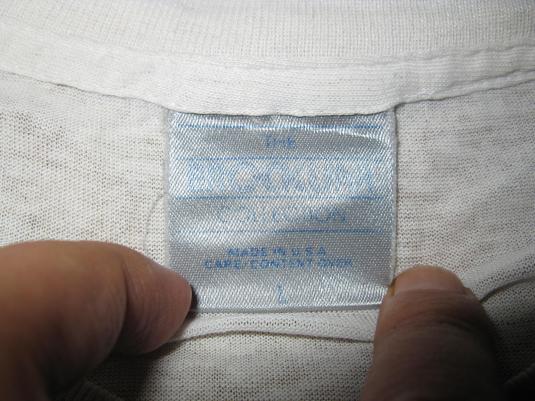 THE
COLLECTION
MADE IN U.S.A
CARE/CONTENT OVER
L